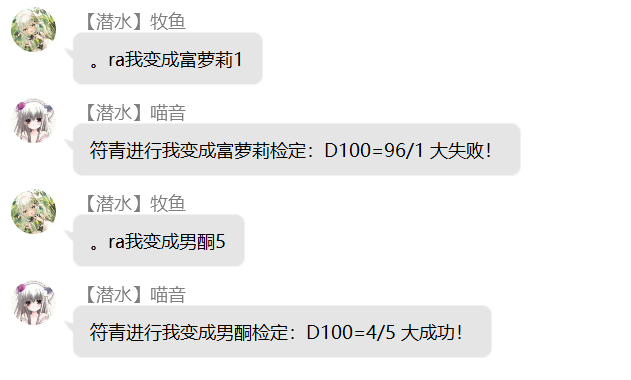 【潜水】牧鱼
。ra我变成富萝莉1
【潜水】喵音
符青进行我变成富萝莉检定：D100=96/1 大失败！
【潜水】牧鱼
。ra我变成男酮5
【潜水】喵音
符青进行我变成男酮检定：D100=4/5 大成功！